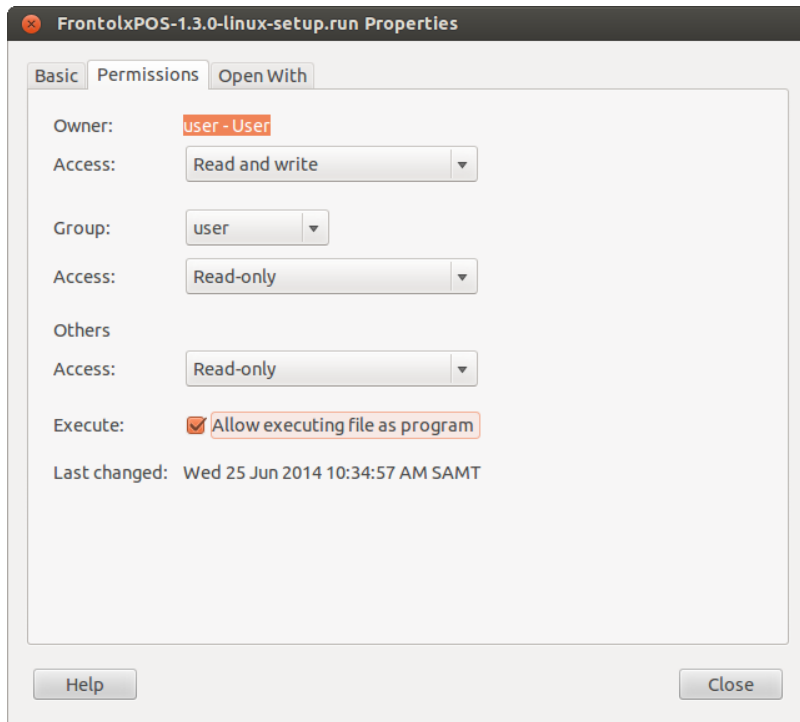 FrontolxPOS-1.3.0-linux-setup.run Properties
Basic Permissions Open With
Owner: user - User
Access: Read and write
Group: user
Access: Read-only
Others
Access: Read-only
Execute: Allow executing file as program
Last changed: Wed 25 Jun 2014 10:34:57 AM SAMT
Help Close